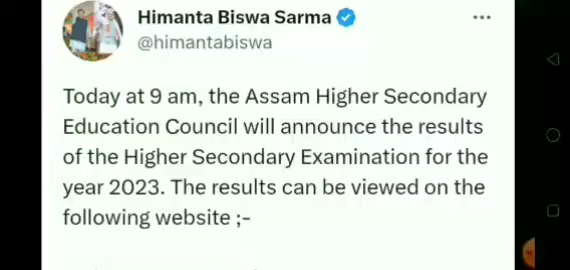 Himanta Biswa Sarma
@himantabiswa
Today at 9 am, the Assam Higher Secondary
Education Council will announce the results
of the Higher Secondary Examination for the
year 2023. The results can be viewed on the
following website ;-